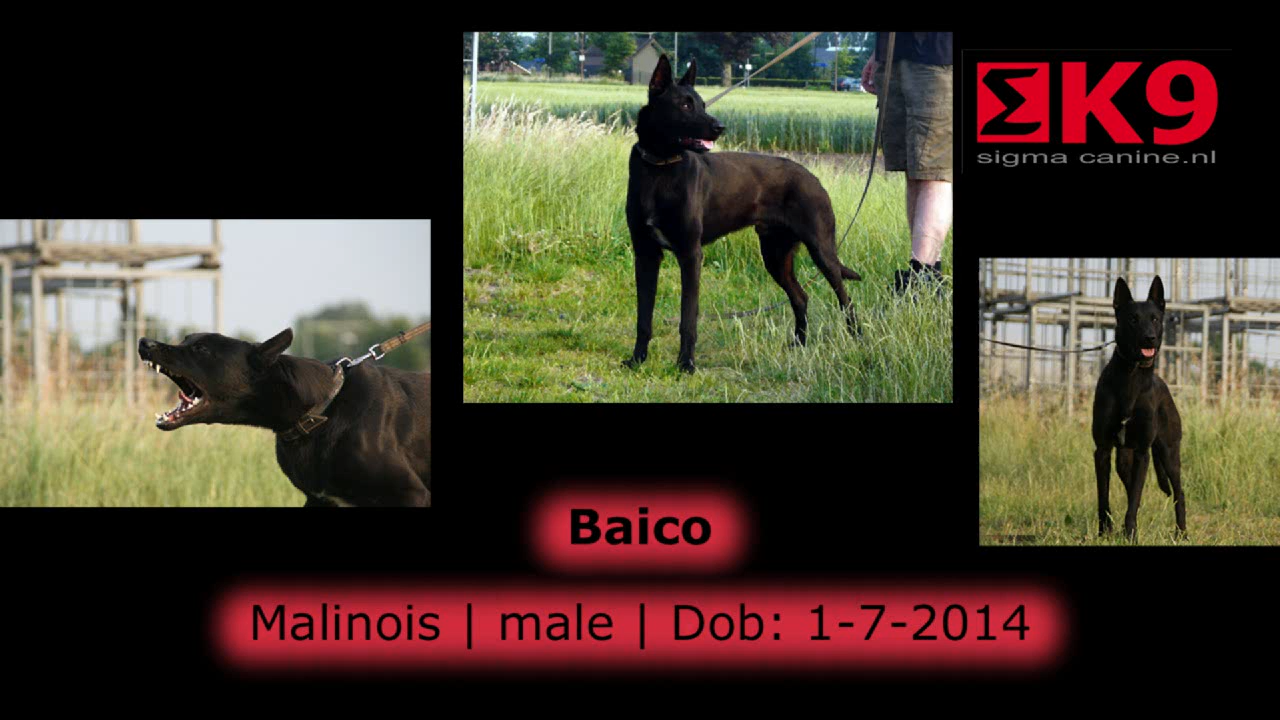 ΣK9
sigma canine.nl
Baico
Malinois | male | Dob: 1-7-2014